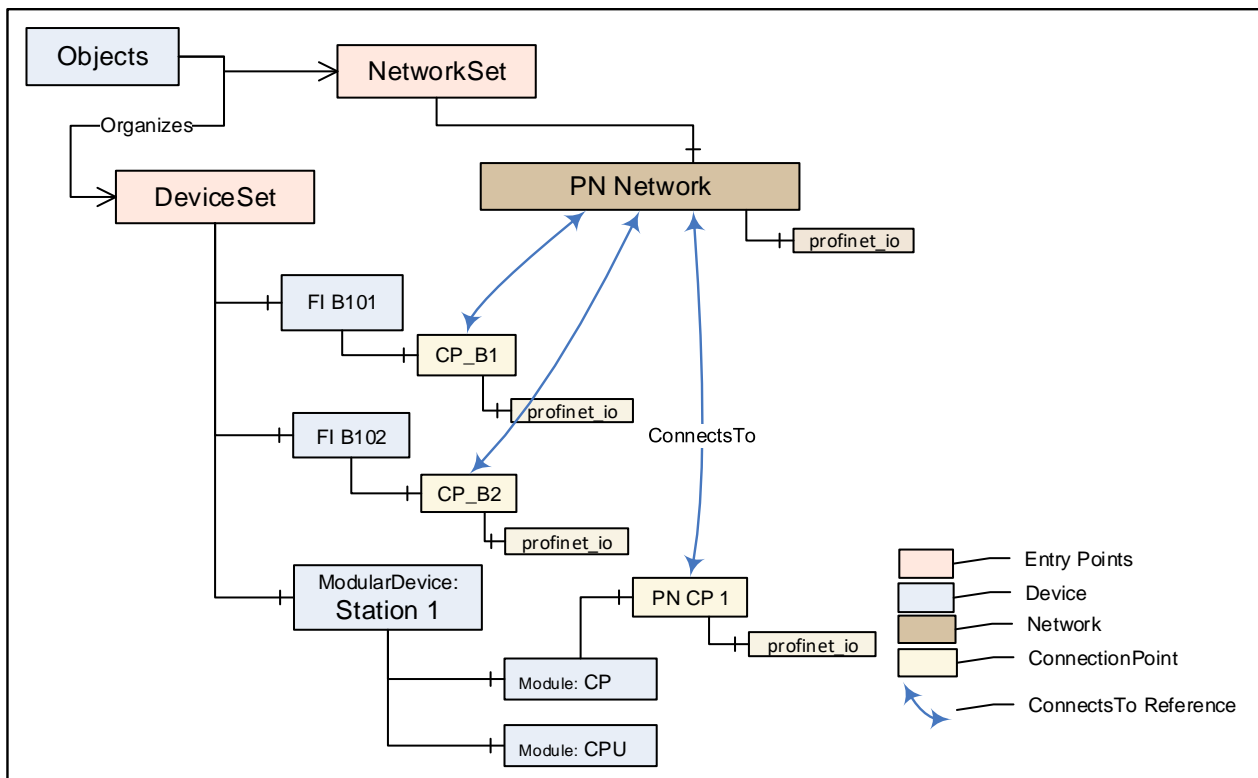 Objects
NetworkSet
Organizes
PN Network
DeviceSet
profinet_io
FI B101
CP_B1
profinet_io
FI B102
ConnectsTo
CP_B2
profinet_io
ModularDevice:
Station 1
PN CP 1
profinet_io
Module: CP
Module: CPU
Entry Points
Device
Network
ConnectionPoint
ConnectsTo Reference